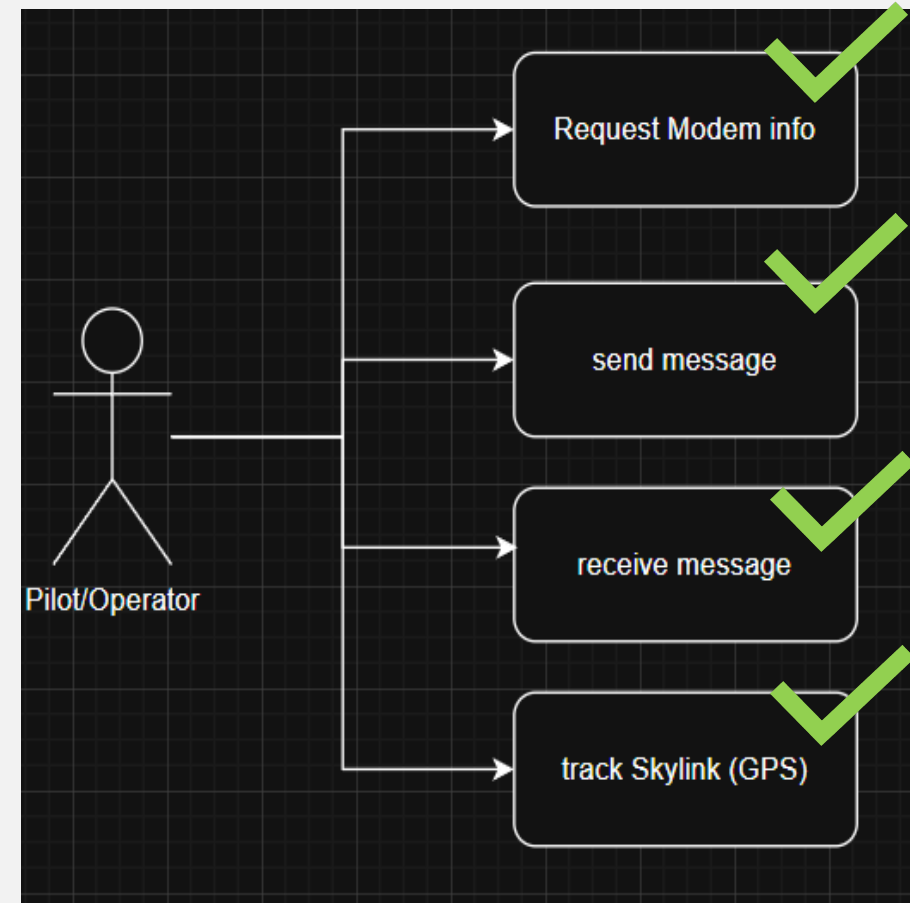 Request Modem info
send message
receive message
Pilot/Operator
track Skylink (GPS)